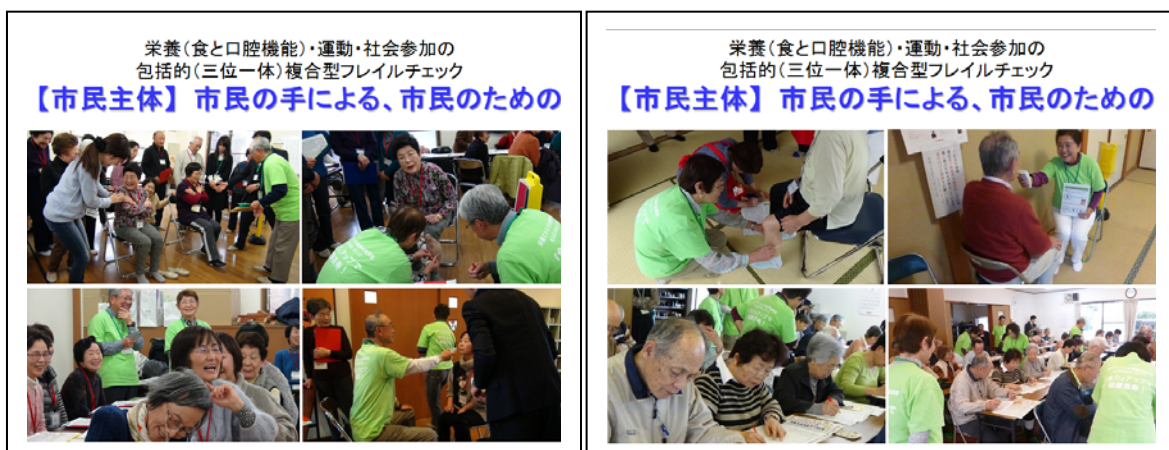 栄養(食と口腔機能)・運動・社会参加の
包括的(三位一体)複合型フレイルチェック
【市民主体】 市民の手による、市民のための
栄養(食と口腔機能)・運動・社会参加の
包括的(三位一体)複合型フレイルチェック
【市民主体】 市民の手による、市民のための